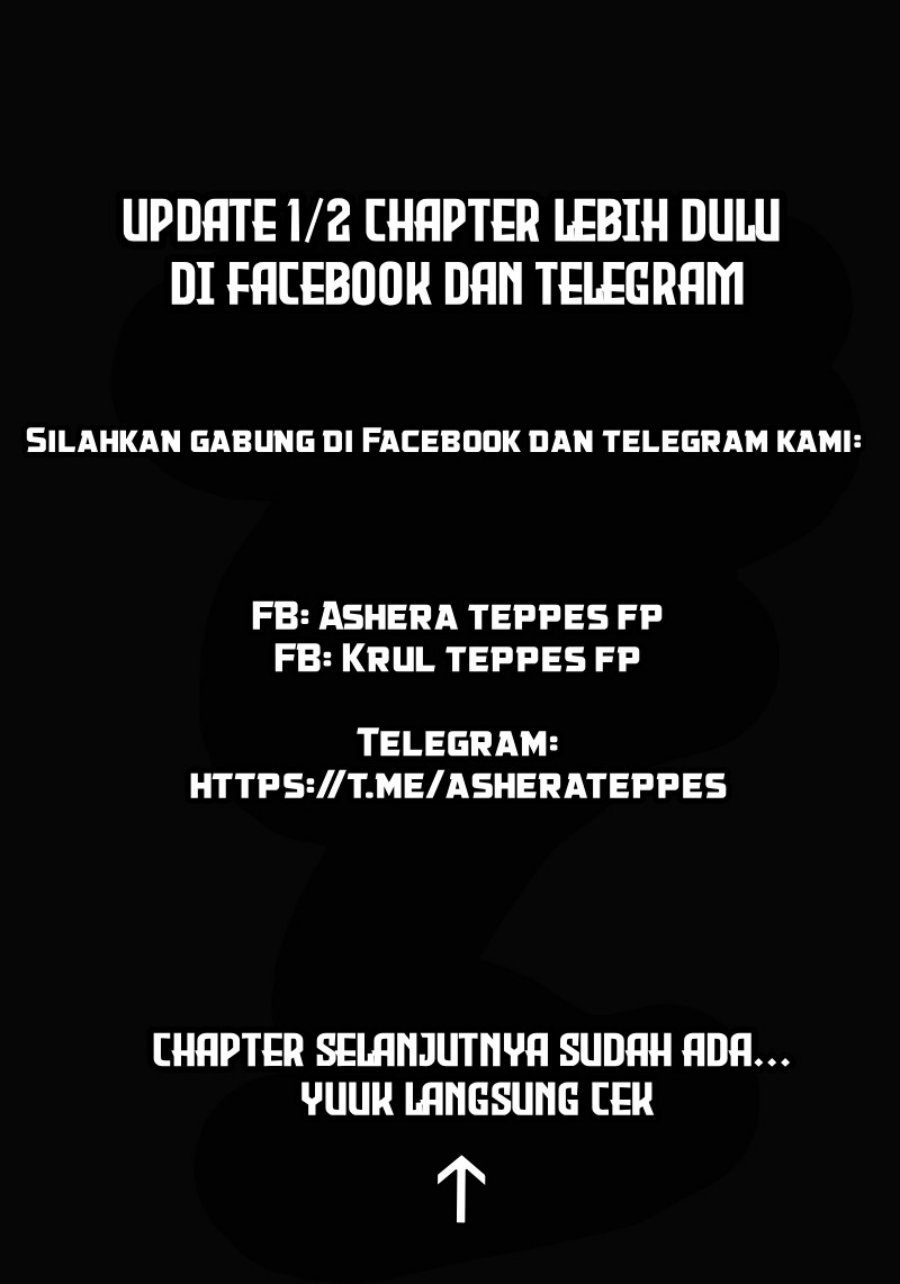 UPDATE 1/2 CHAPTER LEBIH DULU
DI FACEBOOK DAN TELEGRAM
SILAHKAN GABUNG DI FACEBOOK DAN TELEGRAM KAMI:
FB: ASHERA TEPPES FP
FB: KRUL TEPPES FP
TELEGRAM:
HTTPS://T.ME/ASHERATEPPES
CHAPTER SELANJUTNYA SUDAH ADA...
YUUK LANGSUNG CEK